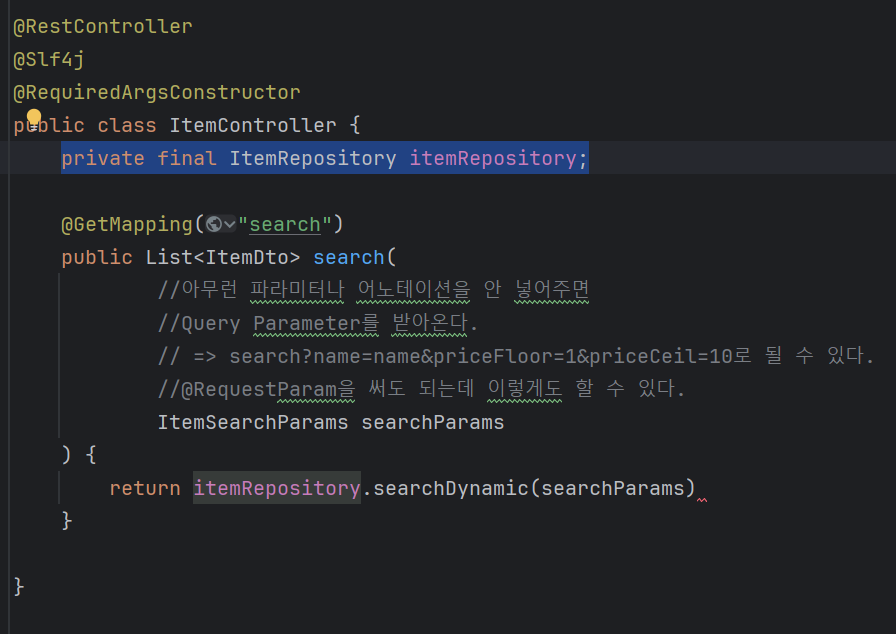 @RestController
@Slf4j
@RequiredArgsConstructor
public class ItemController {
private final ItemRepository itemRepository;
@GetMapping("search")
public List<ItemDto> search(
//아무런 파라미터나 어노테이션을 안 넣어주면
//Query Parameter를 받아온다.
// => search?name=name&priceFloor=1&priceCeil=10로 될 수 있다.
//@RequestParam을 써도 되는데 이렇게도 할 수 있다.
ItemSearchParams searchParams
) {
return itemRepository.searchDynamic(searchParams)
}
}